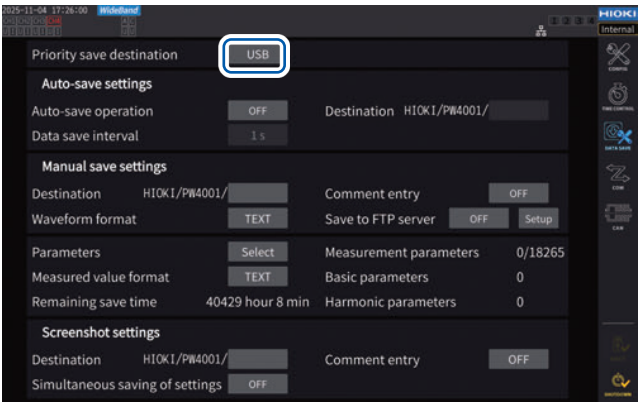 2025-11-04 17:26:00 WideBand
HIOKI
Internal
Priority save destination USB
CONFIG
Auto-save settings
Auto-save operation OFF Destination HIOKI/PW4001/
TIME CONTROL
Data save interval 1 s
DATA SAVE
Manual save settings
Destination HIOKI/PW4001/ Comment entry OFF
COM
Waveform format TEXT Save to FTP server OFF Setup
CAN
Parameters Select Measurement parameters 0/18265
Measured value format TEXT Basic parameters 0
Remaining save time 40429 hour 8 min Harmonic parameters 0
Screenshot settings
Destination HIOKI/PW4001/ Comment entry OFF
Simultaneous saving of settings OFF
SHUTDOWN